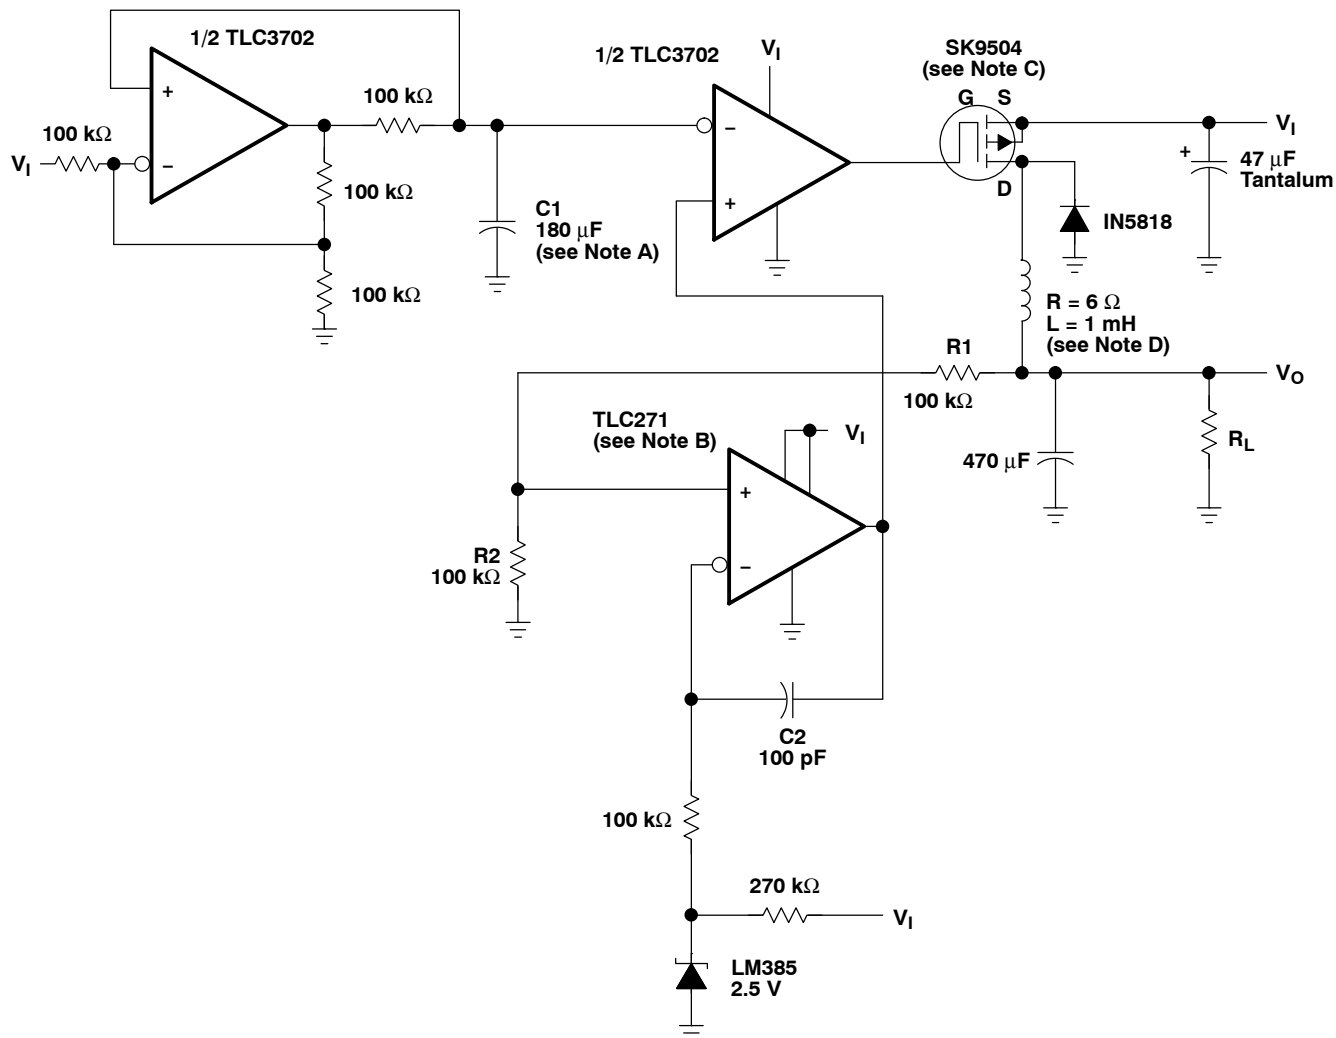 1/2 TLC3702
+
−
100 kΩ
VI
100 kΩ
100 kΩ
100 kΩ
C1
180 μF
(see Note A)
1/2 TLC3702
VI
−
+
SK9504
(see Note C)
G S
D
VI
+
47 μF
Tantalum
IN5818
R = 6 Ω
L = 1 mH
(see Note D)
R1
100 kΩ
VO
470 μF
RL
TLC271
(see Note B)
VI
+
−
R2
100 kΩ
C2
100 pF
100 kΩ
270 kΩ
VI
LM385
2.5 V